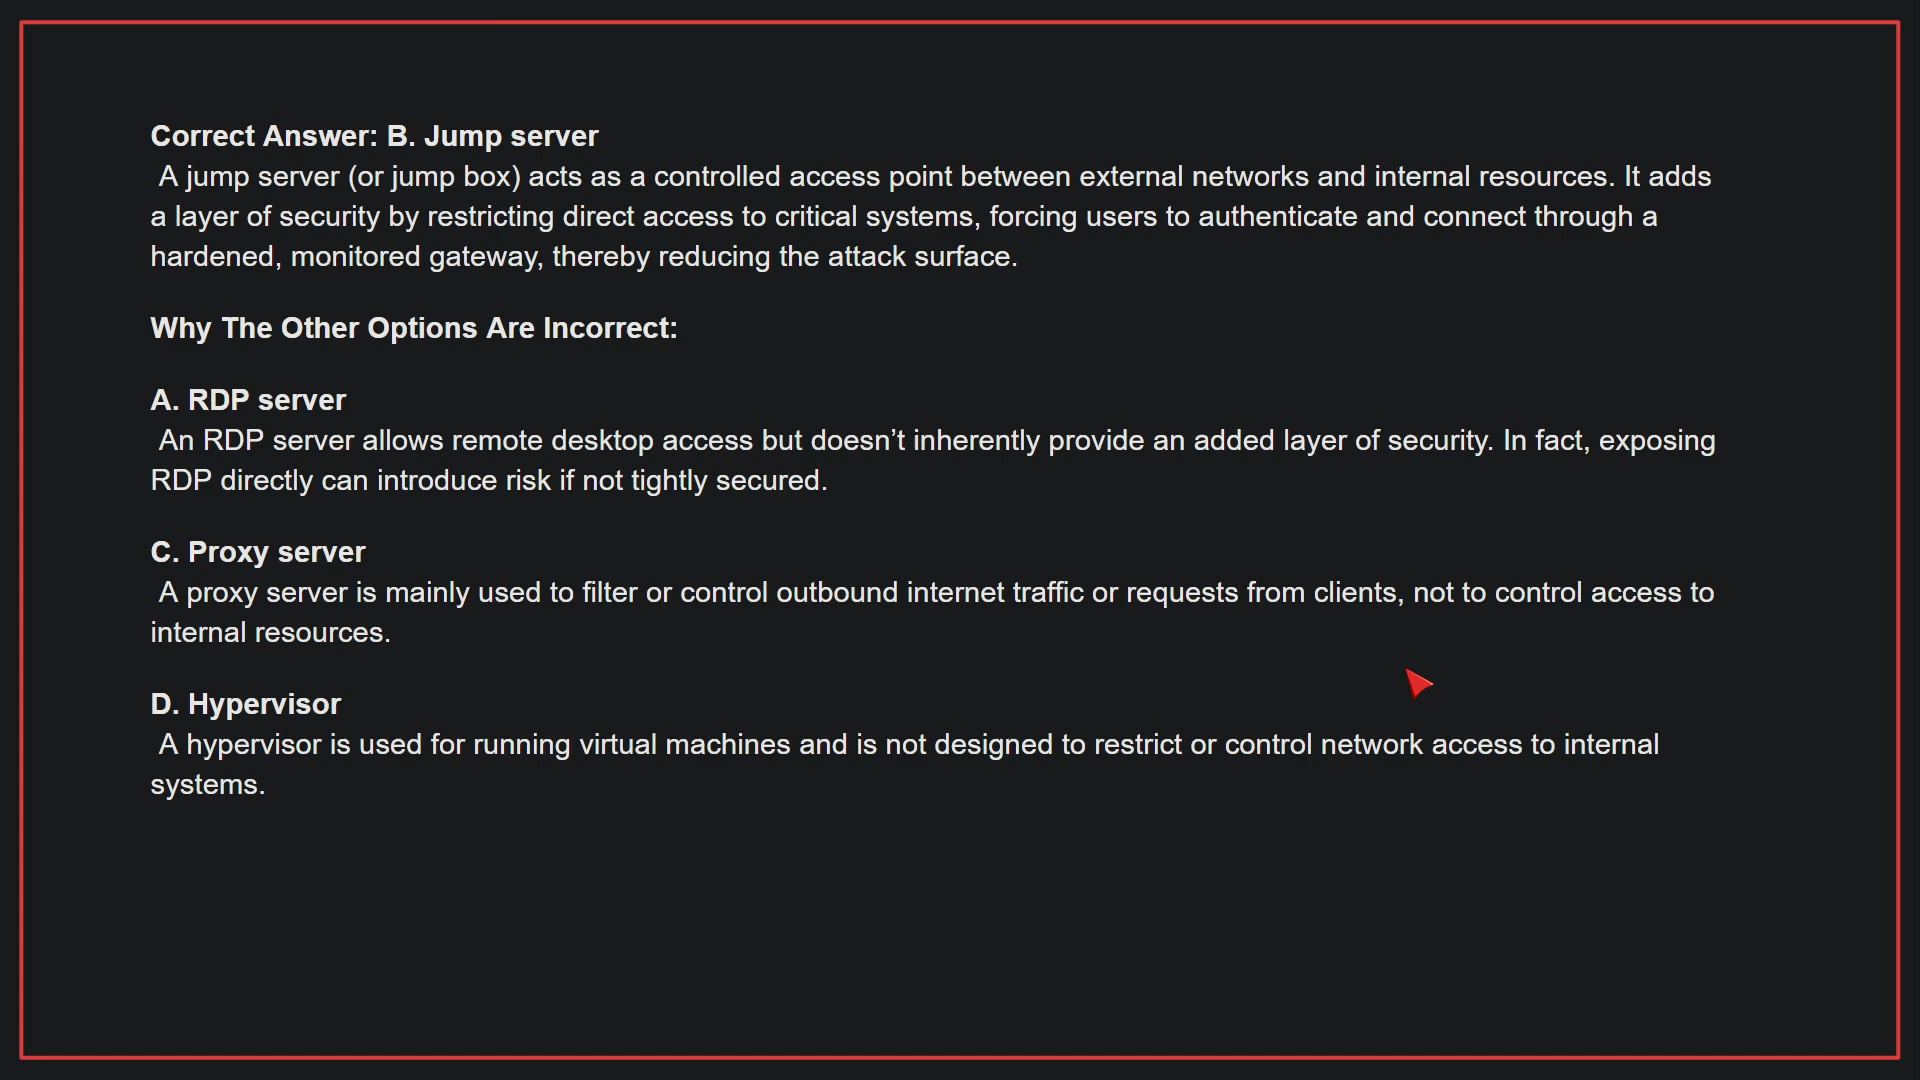 Correct Answer: B. Jump server
A jump server (or jump box) acts as a controlled access point between external networks and internal resources. It adds
a layer of security by restricting direct access to critical systems, forcing users to authenticate and connect through a
hardened, monitored gateway, thereby reducing the attack surface.
Why The Other Options Are Incorrect:
A. RDP server
An RDP server allows remote desktop access but doesn’t inherently provide an added layer of security. In fact, exposing
RDP directly can introduce risk if not tightly secured.
C. Proxy server
A proxy server is mainly used to filter or control outbound internet traffic or requests from clients, not to control access to
internal resources.
D. Hypervisor
A hypervisor is used for running virtual machines and is not designed to restrict or control network access to internal
systems.